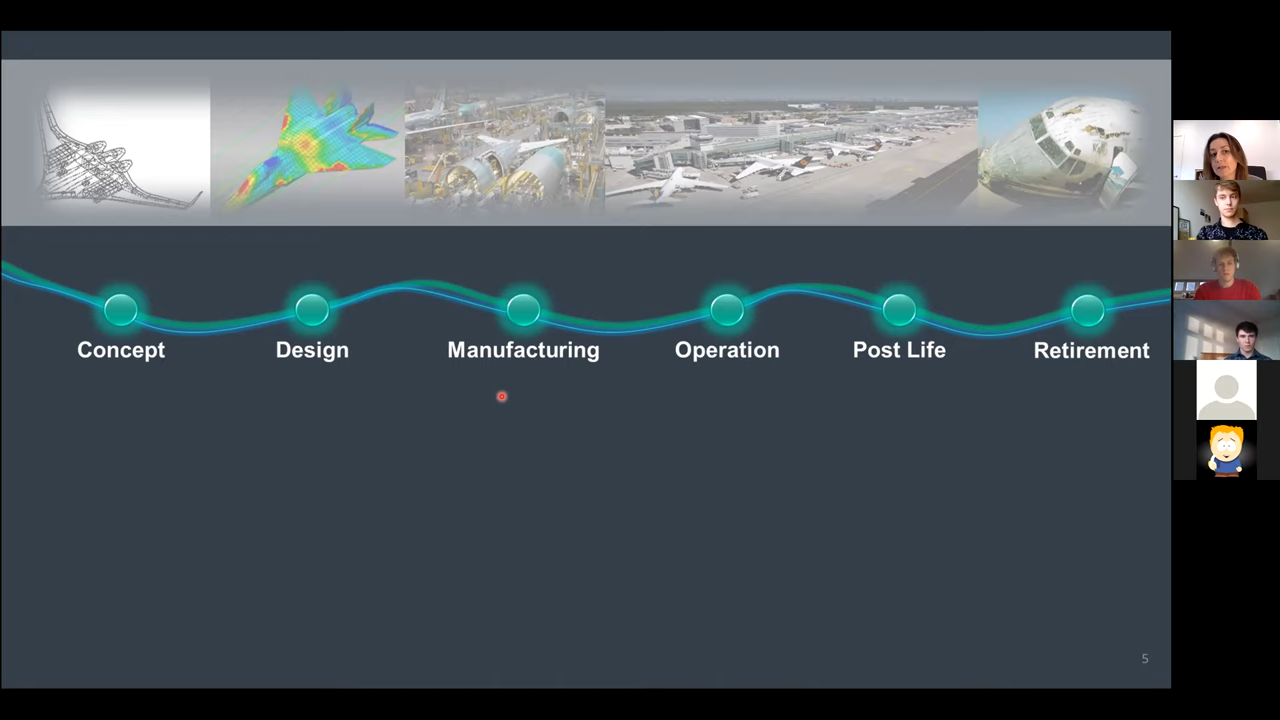 Concept
Design
Manufacturing
Operation
Post Life
Retirement
5